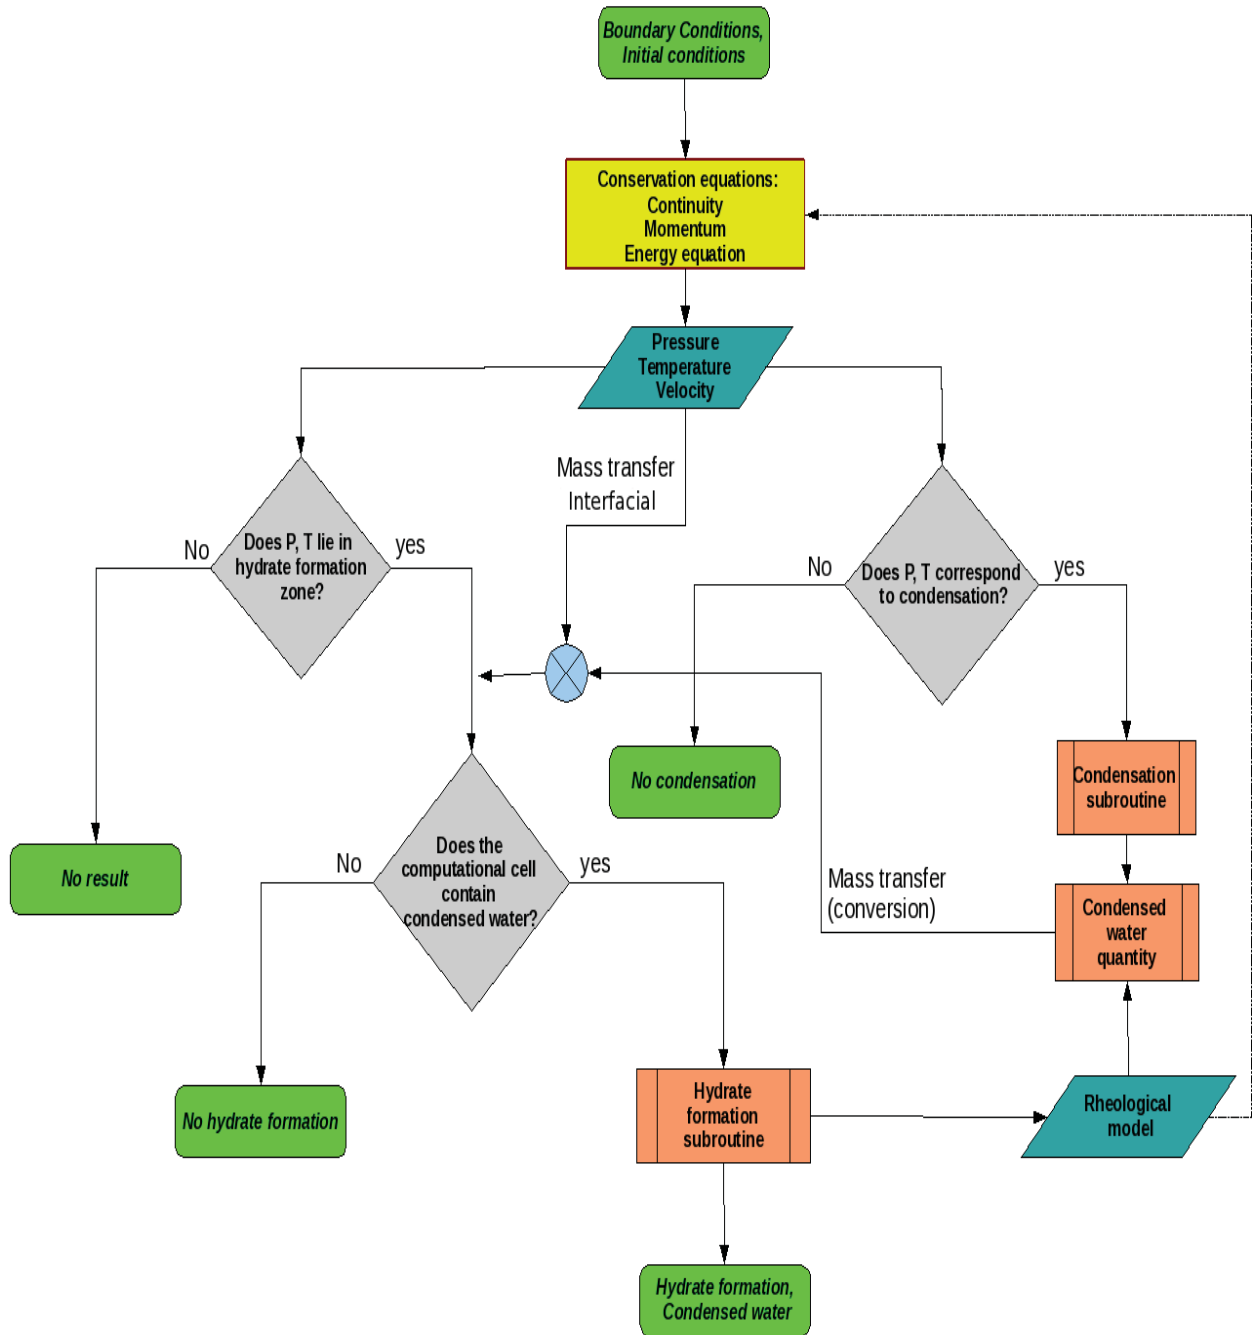 Boundary Conditions,
Initial conditions
Conservation equations:
Continuity
Momentum
Energy equation
Pressure
Temperature
Velocity
Mass transfer
Interfacial
No
Does P, T lie in
hydrate formation
zone?
yes
No
Does P, T correspond
to condensation?
yes
No condensation
Condensation
subroutine
No result
No
Does the
computational cell
contain
condensed water?
yes
Mass transfer
(conversion)
Condensed
water
quantity
No hydrate formation
Hydrate
formation
subroutine
Rheological
model
Hydrate formation,
Condensed water